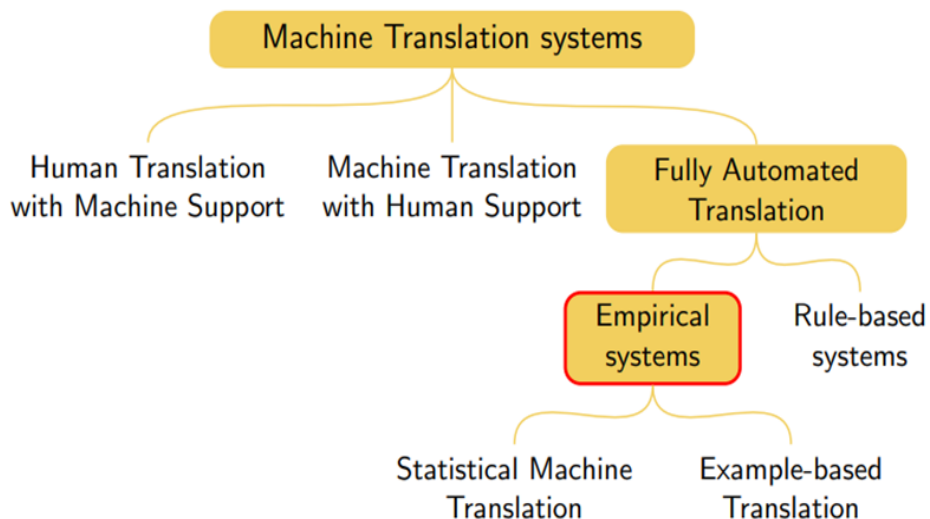 Machine Translation systems
Human Translation
with Machine Support
Machine Translation
with Human Support
Fully Automated
Translation
Empirical
systems
Rule-based
systems
Statistical Machine
Translation
Example-based
Translation